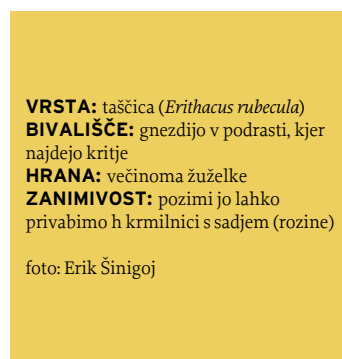 VRSTA: taščica (Erithacus rubecula)
BIVALIŠČE: gnezdijo v podrasti, kjer
najdejo kritje
HRANA: večinoma žuželke
ZANIMIVOST: pozimi jo lahko
privabimo h krmilnici s sadjem (rozine)
foto: Erik Šinigoj